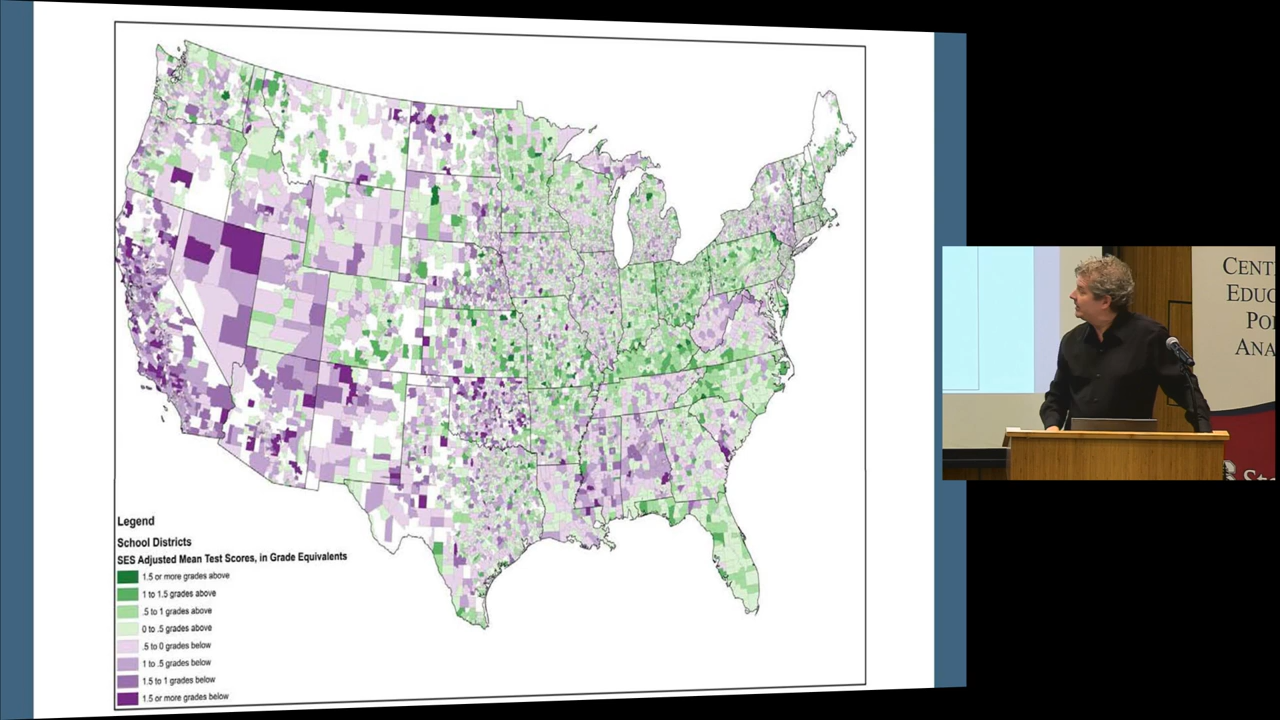 Legend
School Districts
SES Adjusted Mean Test Scores, in Grade Equivalents
1.5 or more grades above
1 to 1.5 grades above
.5 to 1 grades above
0 to .5 grades above
.5 to 0 grades below
1 to .5 grades below
1.5 to 1 grades below
1.5 or more grades below
CENT
EDUC
PO
ANA